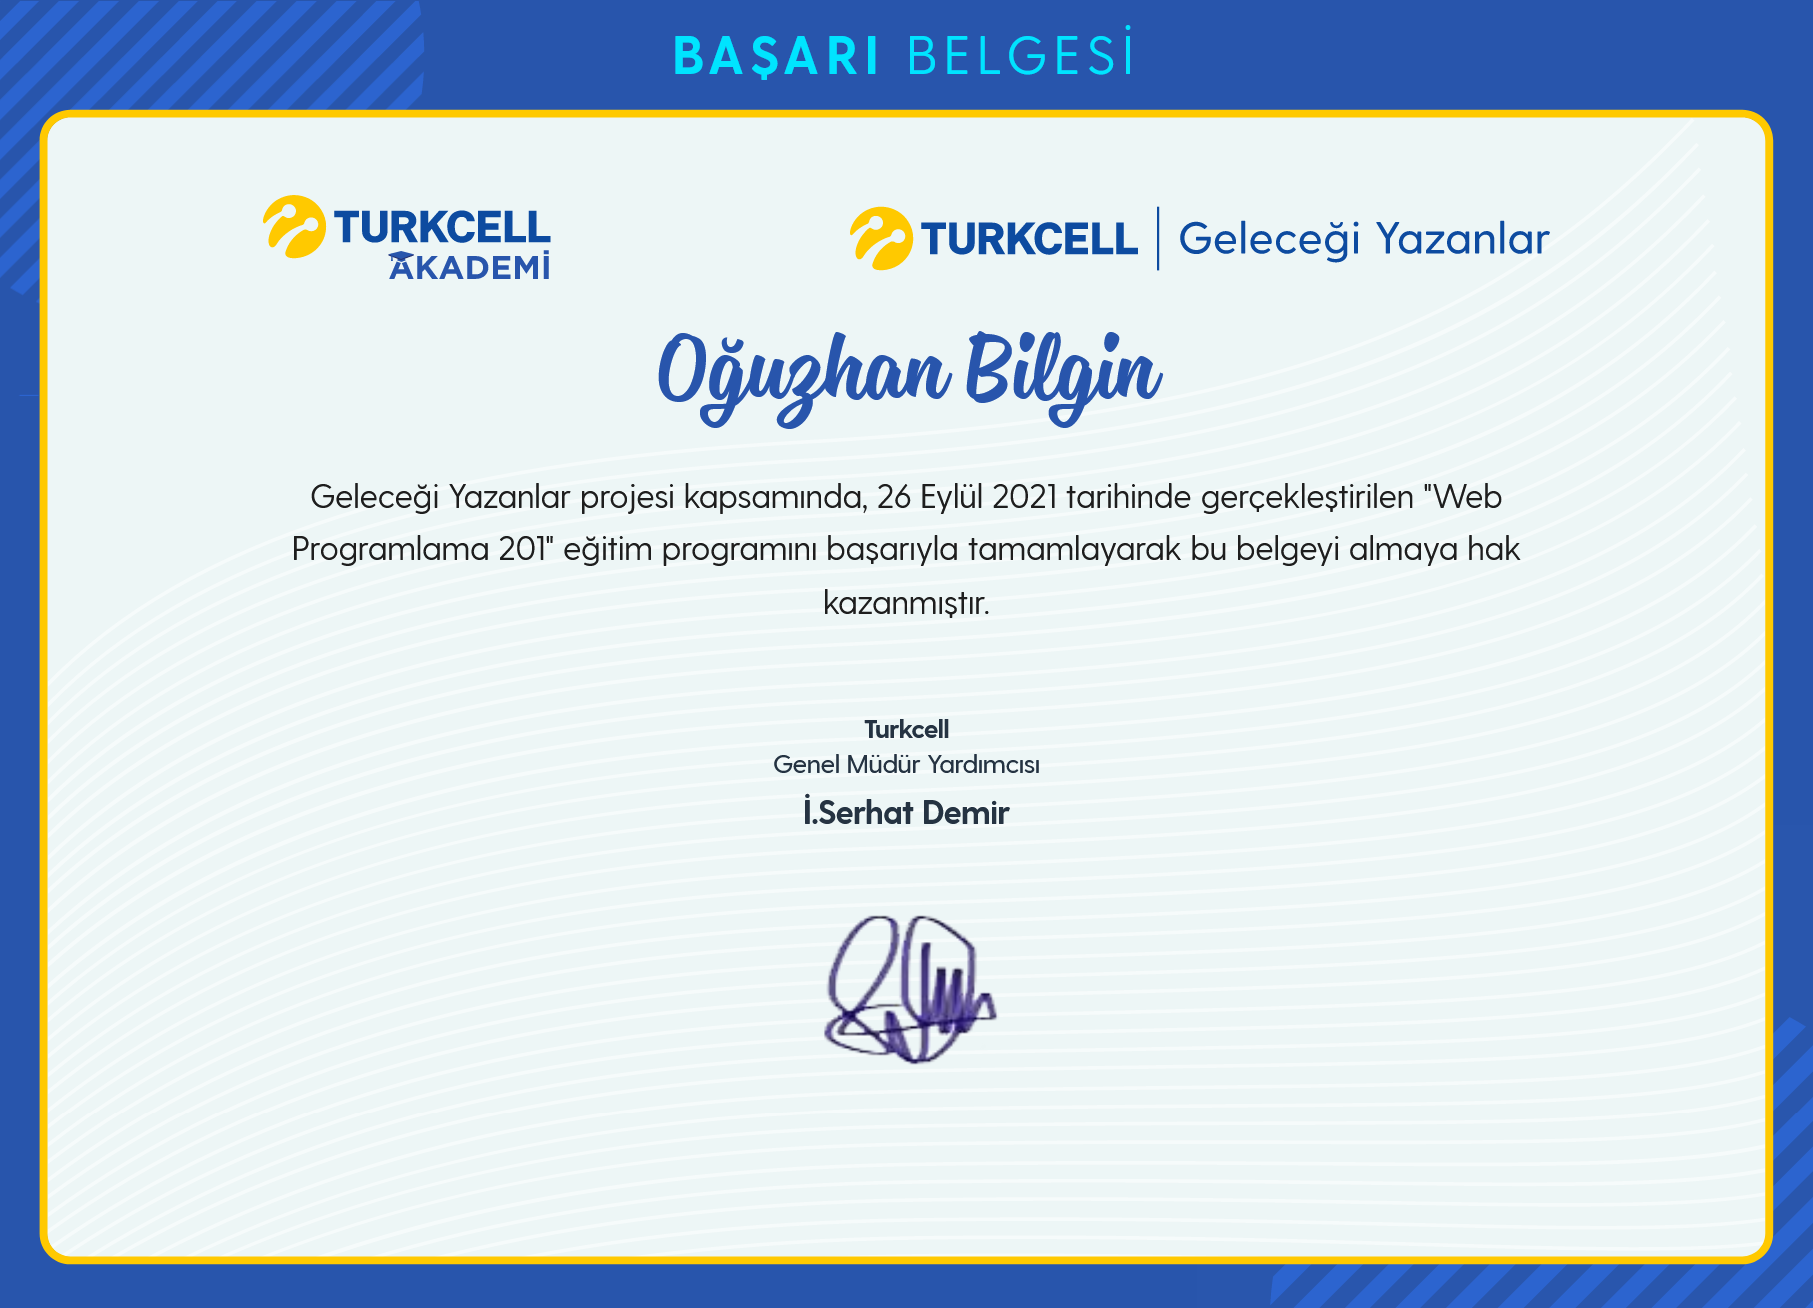 BAŞARI BELGESİ
TURKCELL
AKADEMİ
TURKCELL | Geleceği Yazanlar
Oğuzhan Bilgin
Geleceği Yazanlar projesi kapsamında, 26 Eylül 2021 tarihinde gerçekleştirilen "Web
Programlama 201" eğitim programını başarıyla tamamlayarak bu belgeyi almaya hak
kazanmıştır.
Turkcell
Genel Müdür Yardımcısı
İ.Serhat Demir